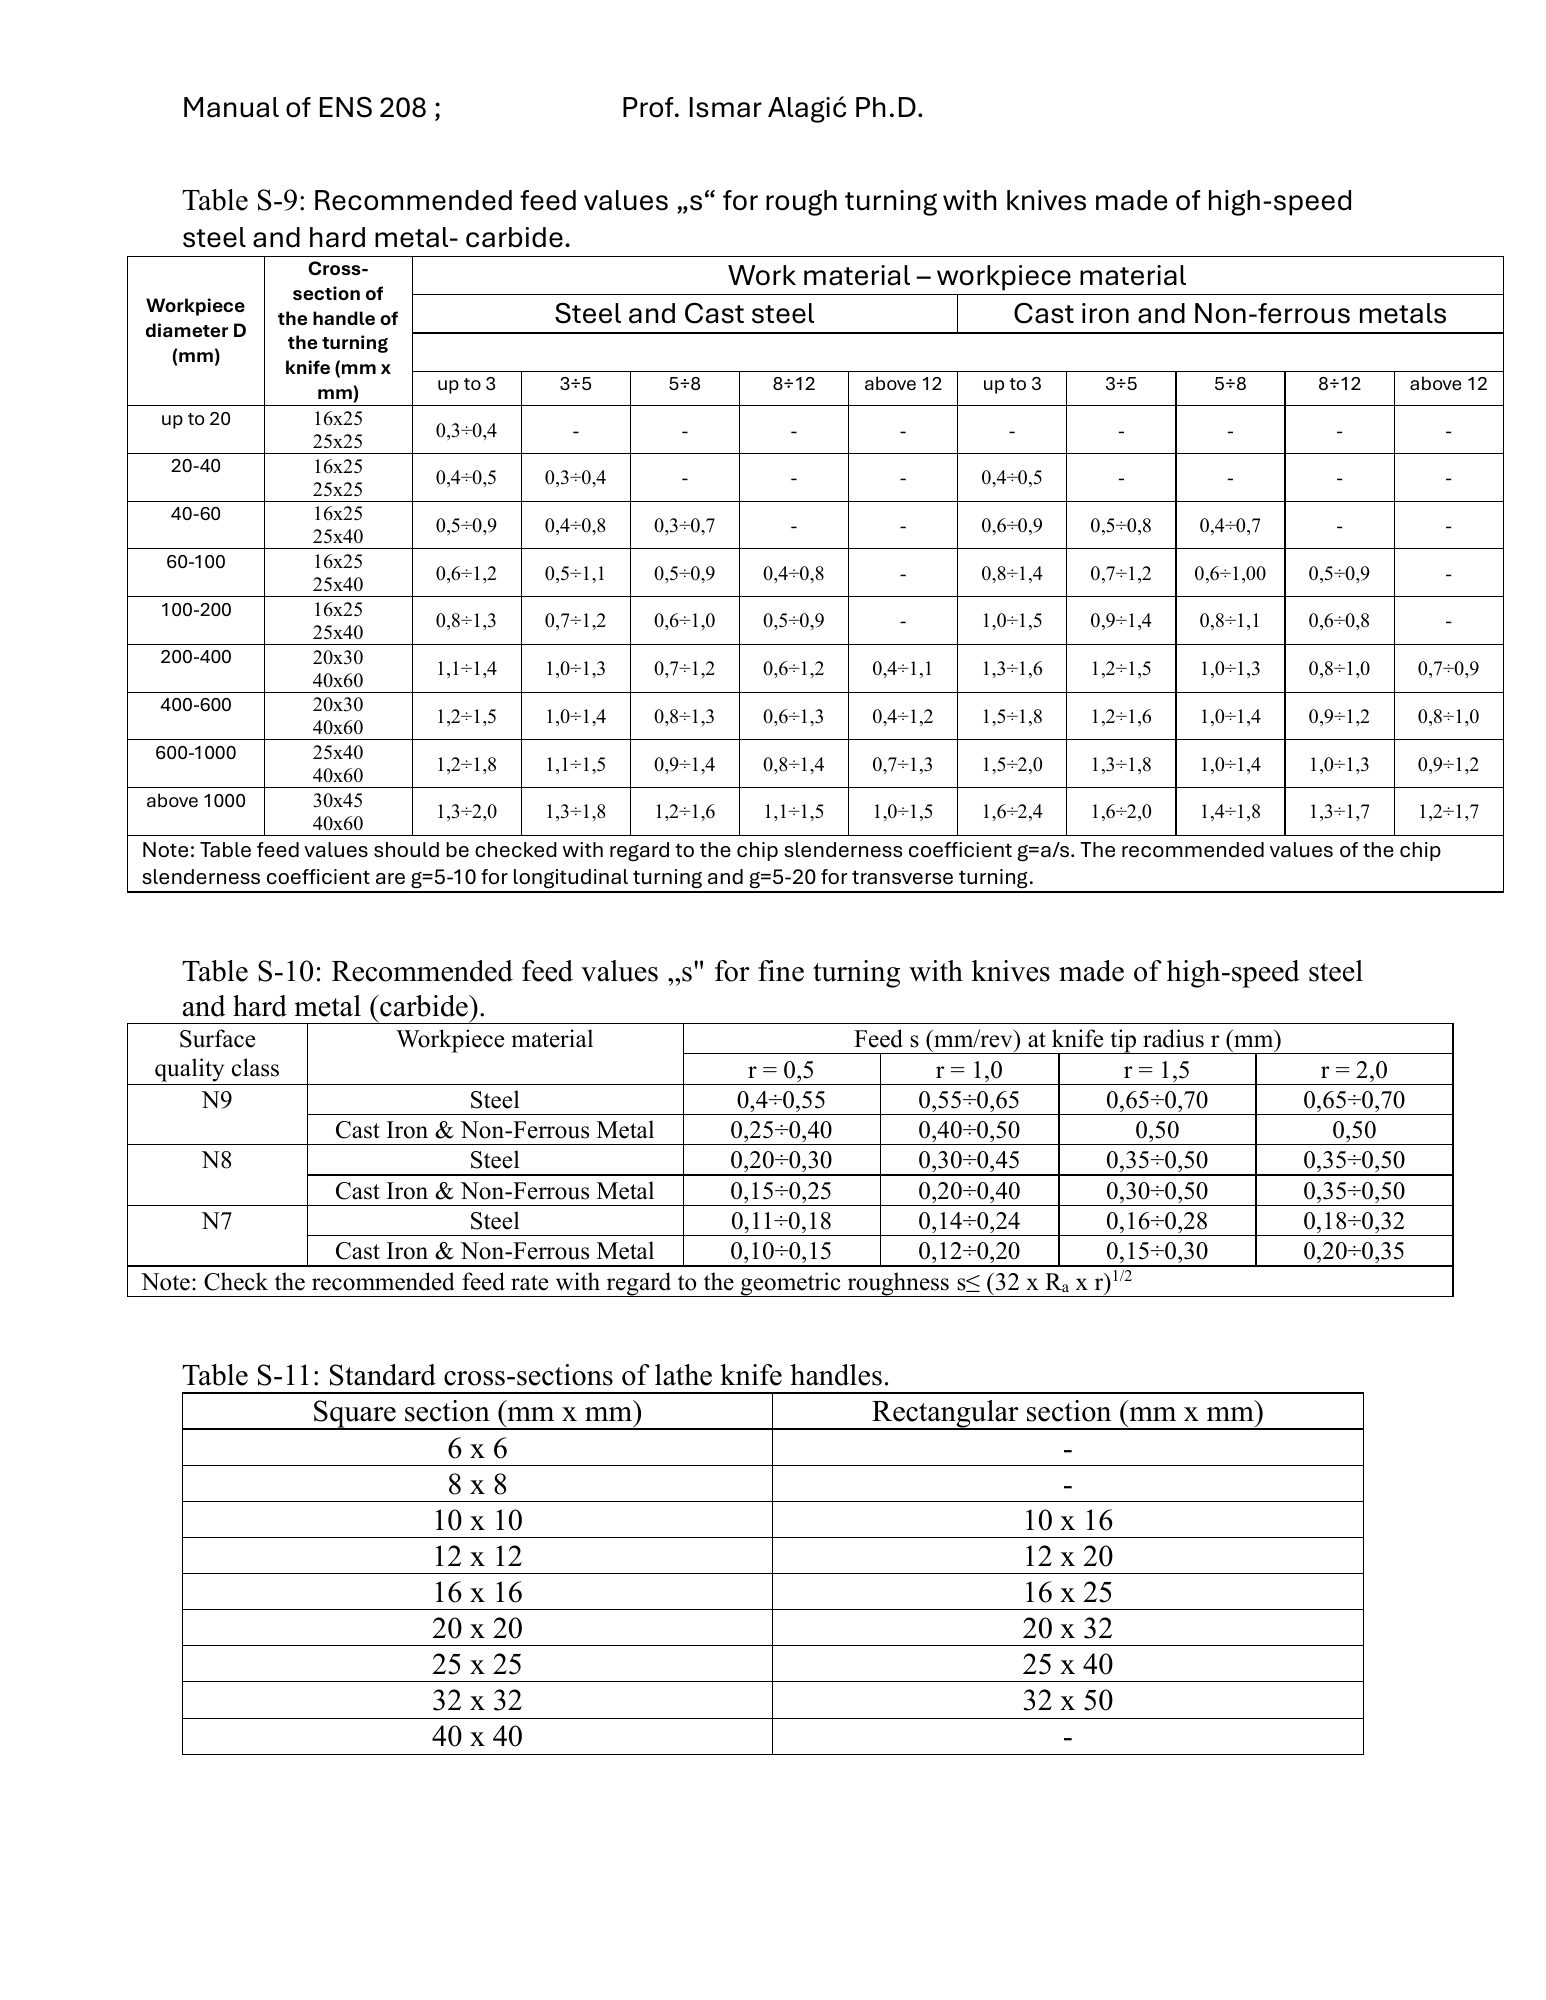 Manual of ENS 208 ; Prof. Ismar Alagić Ph.D.
Table S-9: Recommended feed values „s“ for rough turning with knives made of high-speed
steel and hard metal- carbide.
Workpiece diameter D (mm) Cross-section of the handle of the turning knife (mm x mm) Work material – workpiece material
Steel and Cast steel Cast iron and Non-ferrous metals
up to 3 3÷5 5÷8 8÷12 above 12 up to 3 3÷5 5÷8 8÷12 above 12
up to 20 16x25 25x25 0,3÷0,4 - - - - - - - - -
20-40 16x25 25x25 0,4÷0,5 0,3÷0,4 - - - 0,4÷0,5 - - - -
40-60 16x25 25x40 0,5÷0,9 0,4÷0,8 0,3÷0,7 - - 0,6÷0,9 0,5÷0,8 0,4÷0,7 - -
60-100 16x25 25x40 0,6÷1,2 0,5÷1,1 0,5÷0,9 0,4÷0,8 - 0,8÷1,4 0,7÷1,2 0,6÷1,00 0,5÷0,9 -
100-200 16x25 25x40 0,8÷1,3 0,7÷1,2 0,6÷1,0 0,5÷0,9 - 1,0÷1,5 0,9÷1,4 0,8÷1,1 0,6÷0,8 -
200-400 20x30 40x60 1,1÷1,4 1,0÷1,3 0,7÷1,2 0,6÷1,2 0,4÷1,1 1,3÷1,6 1,2÷1,5 1,0÷1,3 0,8÷1,0 0,7÷0,9
400-600 20x30 40x60 1,2÷1,5 1,0÷1,4 0,8÷1,3 0,6÷1,3 0,4÷1,2 1,5÷1,8 1,2÷1,6 1,0÷1,4 0,9÷1,2 0,8÷1,0
600-1000 25x40 40x60 1,2÷1,8 1,1÷1,5 0,9÷1,4 0,8÷1,4 0,7÷1,3 1,5÷2,0 1,3÷1,8 1,0÷1,4 1,0÷1,3 0,9÷1,2
above 1000 30x45 40x60 1,3÷2,0 1,3÷1,8 1,2÷1,6 1,1÷1,5 1,0÷1,5 1,6÷2,4 1,6÷2,0 1,4÷1,8 1,3÷1,7 1,2÷1,7
Note: Table feed values should be checked with regard to the chip slenderness coefficient g=a/s. The recommended values of the chip
slenderness coefficient are g=5-10 for longitudinal turning and g=5-20 for transverse turning.
Table S-10: Recommended feed values „s" for fine turning with knives made of high-speed steel
and hard metal (carbide).
Surface quality class Workpiece material Feed s (mm/rev) at knife tip radius r (mm)
r = 0,5 r = 1,0 r = 1,5 r = 2,0
N9 Steel 0,4÷0,55 0,55÷0,65 0,65÷0,70 0,65÷0,70
Cast Iron & Non-Ferrous Metal 0,25÷0,40 0,40÷0,50 0,50 0,50
N8 Steel 0,20÷0,30 0,30÷0,45 0,35÷0,50 0,35÷0,50
Cast Iron & Non-Ferrous Metal 0,15÷0,25 0,20÷0,40 0,30÷0,50 0,35÷0,50
N7 Steel 0,11÷0,18 0,14÷0,24 0,16÷0,28 0,18÷0,32
Cast Iron & Non-Ferrous Metal 0,10÷0,15 0,12÷0,20 0,15÷0,30 0,20÷0,35
Note: Check the recommended feed rate with regard to the geometric roughness s≤ (32 x Rₐ x r)^1/2
Table S-11: Standard cross-sections of lathe knife handles.
Square section (mm x mm) Rectangular section (mm x mm)
6 x 6 -
8 x 8 -
10 x 10 10 x 16
12 x 12 12 x 20
16 x 16 16 x 25
20 x 20 20 x 32
25 x 25 25 x 40
32 x 32 32 x 50
40 x 40 -